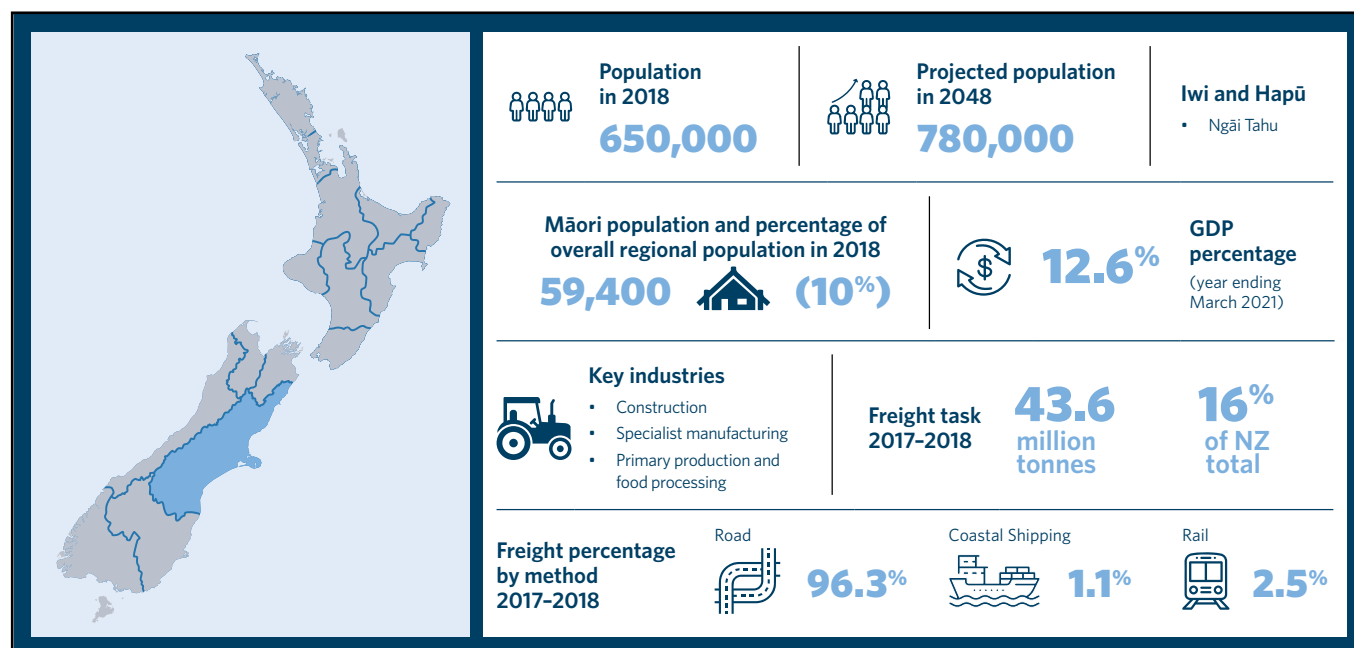 Population
in 2018
650,000
Projected population
in 2048
780,000
Iwi and Hapū
• Ngāi Tahu
Māori population and percentage of
overall regional population in 2018
59,400
(10%)
$
12.6%
GDP
percentage
(year ending
March 2021)
Key industries
• Construction
• Specialist manufacturing
• Primary production and
food processing
Freight task
2017–2018
43.6
million
tonnes
16%
of NZ
total
Freight percentage
by method
2017–2018
Road
96.3%
Coastal Shipping
1.1%
Rail
2.5%